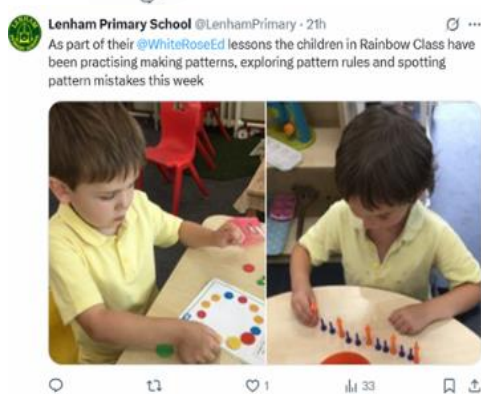 Lenham Primary School @LenhamPrimary · 21h
As part of their @WhiteRoseEd lessons the children in Rainbow Class have
been practising making patterns, exploring pattern rules and spotting
pattern mistakes this week
1
33